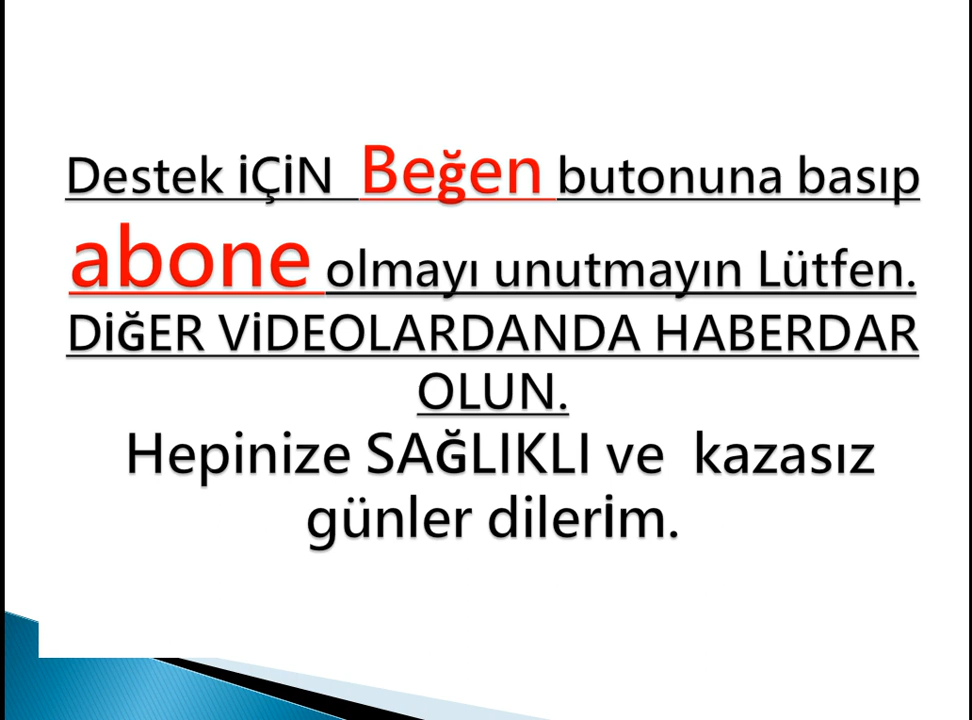 Destek İÇİN Beğen butonuna basıp
abone olmayı unutmayın Lütfen.
DİĞER VİDEOLARDANDA HABERDAR
OLUN.
Hepinize SAĞLIKLI ve kazasız
günler dilerİm.